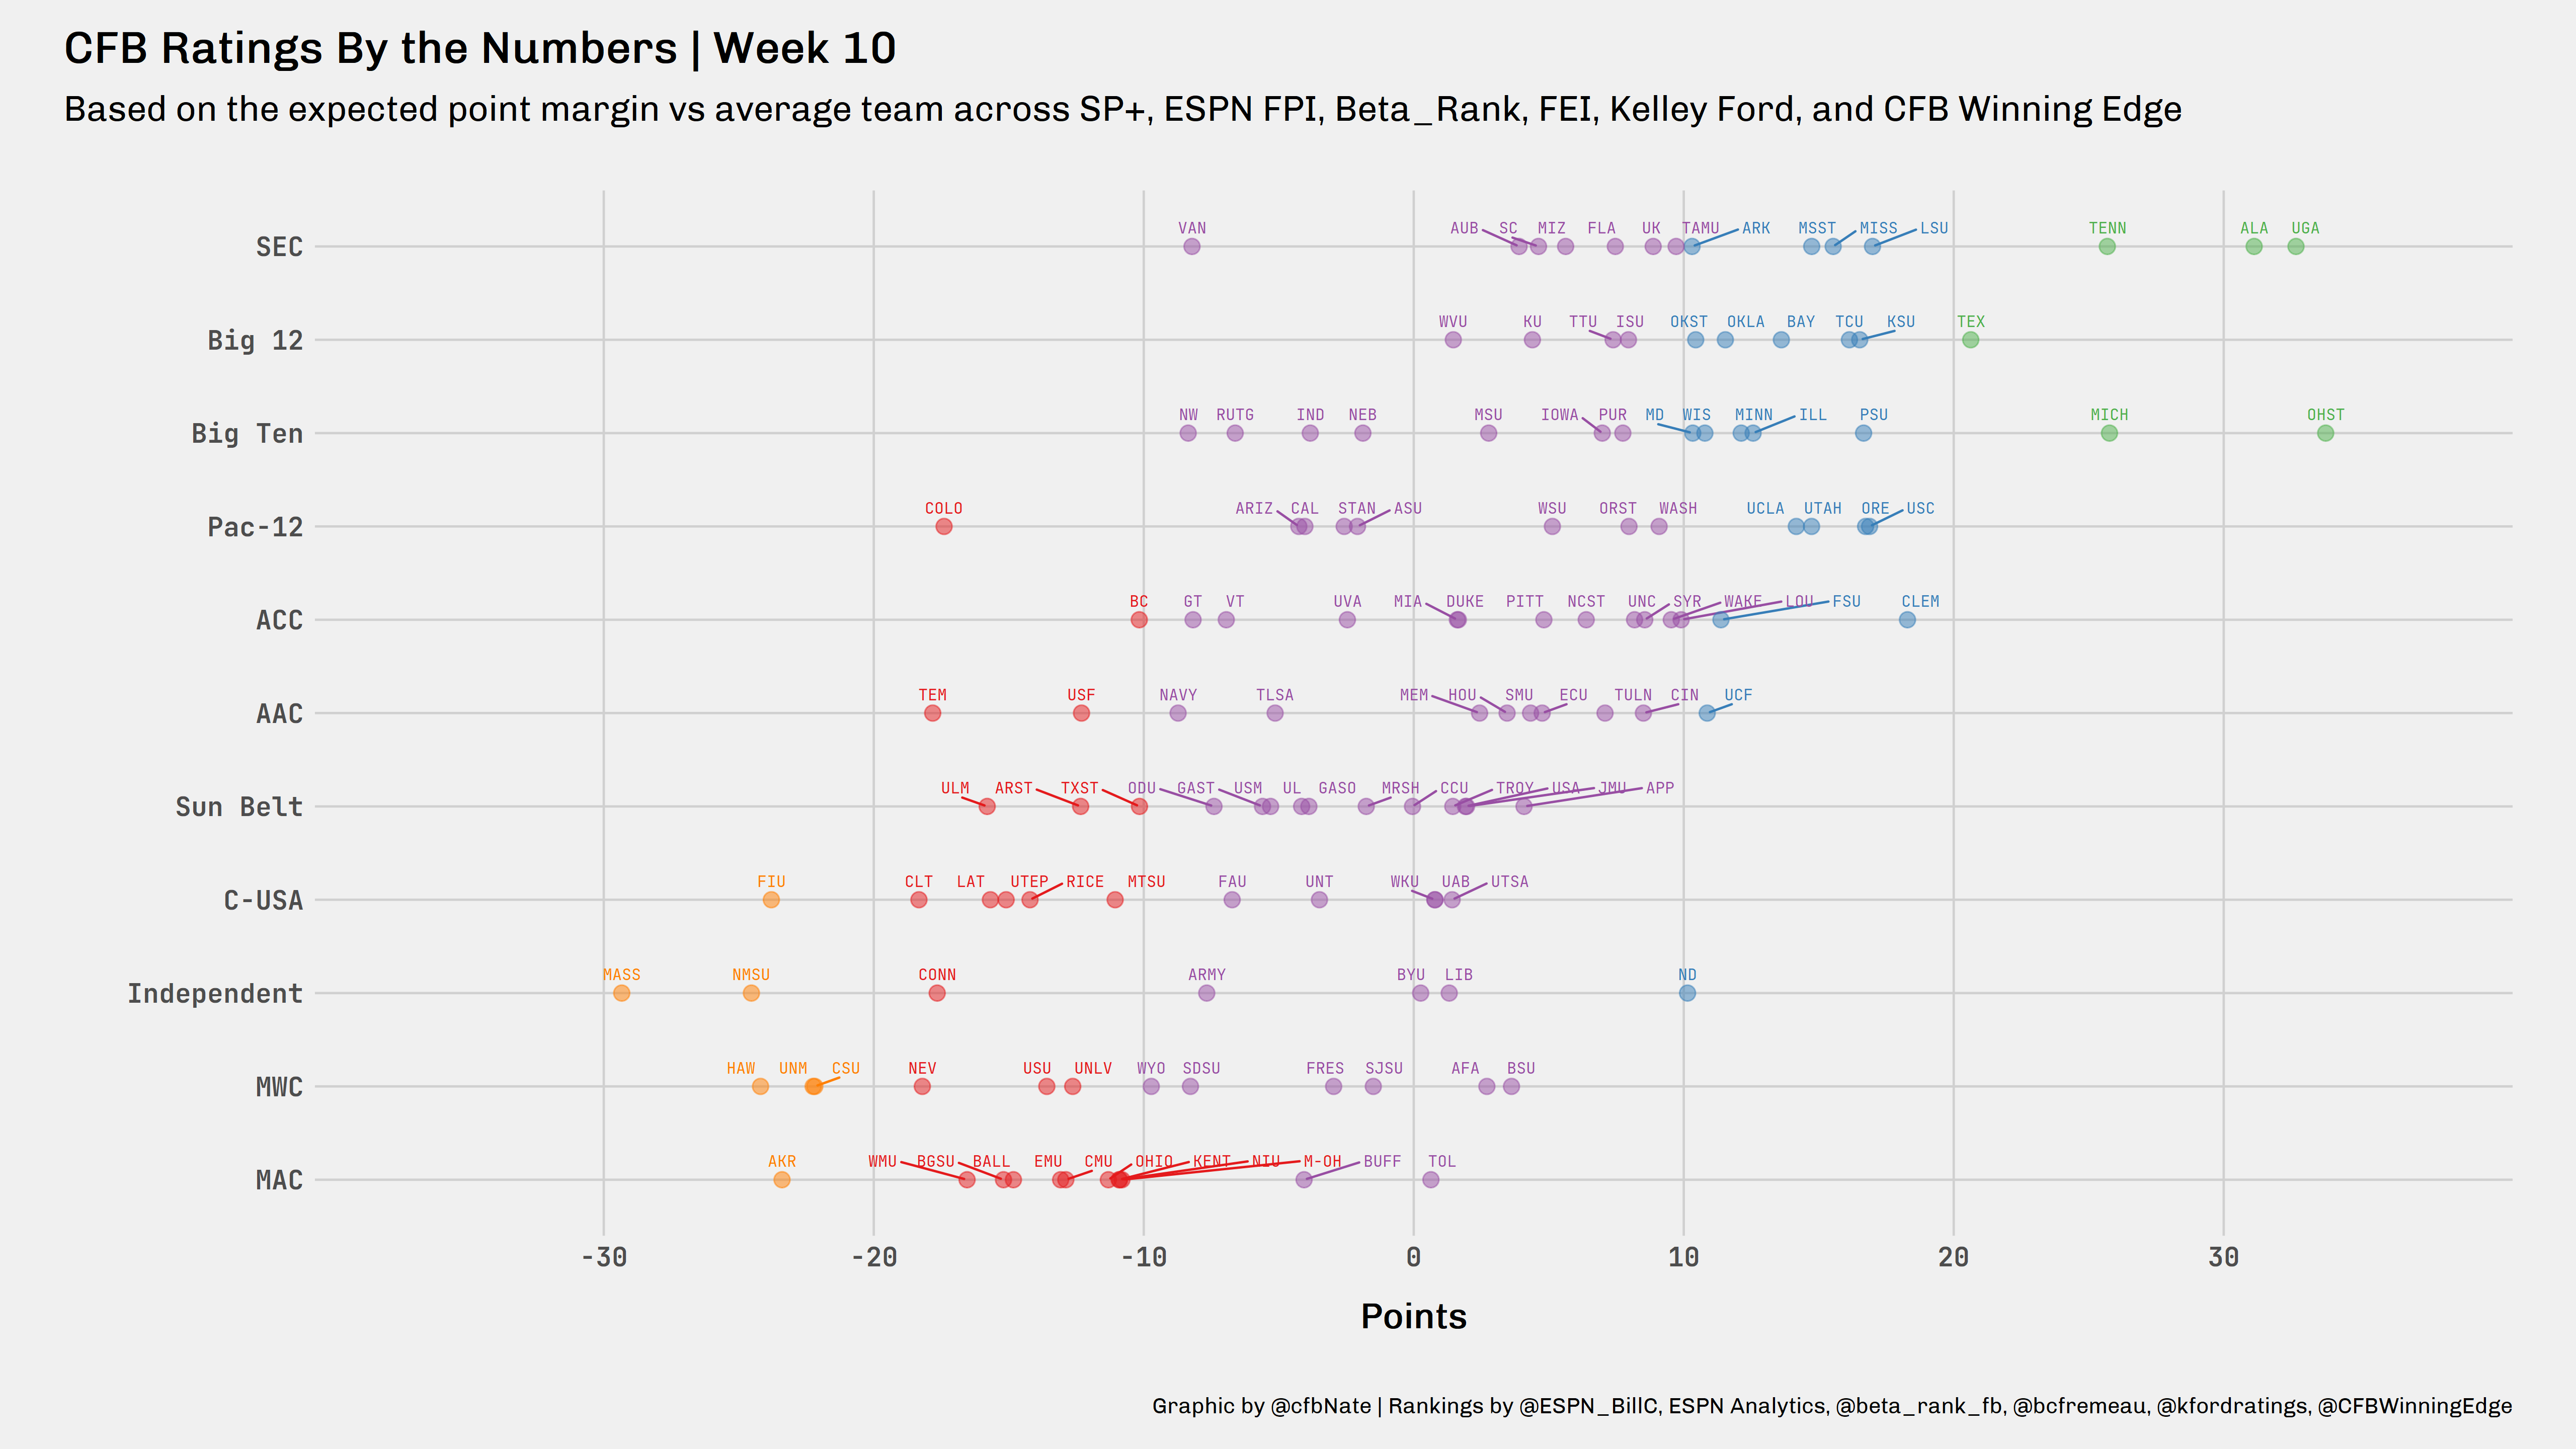 CFB Ratings By the Numbers | Week 10
Based on the expected point margin vs average team across SP+, ESPN FPI, Beta_Rank, FEI, Kelley Ford, and CFB Winning Edge
SEC VAN AUB SC MIZ FLA UK TAMU ARK MSST MISS LSU TENN ALA UGA
Big 12 WVU KU TTU ISU OKST OKLA BAY TCU KSU TEX
Big Ten NW RUTG IND NEB MSU IOWA PUR MD WIS MINN ILL PSU MICH OHST
Pac-12 COLO ARIZ CAL STAN ASU WSU ORST WASH UCLA UTAH ORE USC
ACC BC GT VT UVA MIA DUKE PITT NCST UNC SYR WAKE LOU FSU CLEM
AAC TEM USF NAVY TLSA MEM HOU SMU ECU TULN CIN UCF
Sun Belt ULM ARST TXST ODU GAST USM UL GASO MRSH CCU TROY USA JMU APP
C-USA FIU CLT LAT UTEP RICE MTSU FAU UNT WKU UAB UTSA
Independent MASS NMSU CONN ARMY BYU LIB ND
MWC HAW UNM CSU NEV USU UNLV WYO SDSU FRES SJSU AFA BSU
MAC AKR WMU BGSU BALL EMU CMU OHIO KENT NIU M-OH BUFF TOL
-30 -20 -10 0 10 20 30
Points
Graphic by @cfbNate | Rankings by @ESPN_BillC, ESPN Analytics, @beta_rank_fb, @bcfremeau, @kfordratings, @CFBWinningEdge